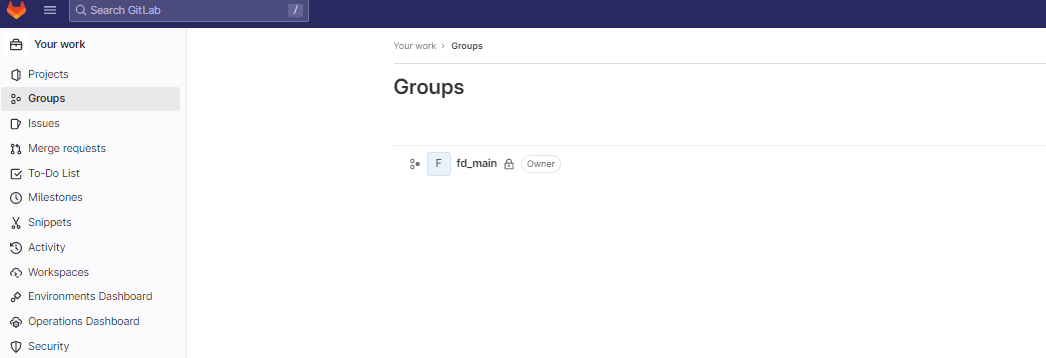 Search GitLab /
Your work
Projects
Groups
Issues
Merge requests
To-Do List
Milestones
Snippets
Activity
Workspaces
Environments Dashboard
Operations Dashboard
Security
Your work › Groups
Groups
F fd_main Owner